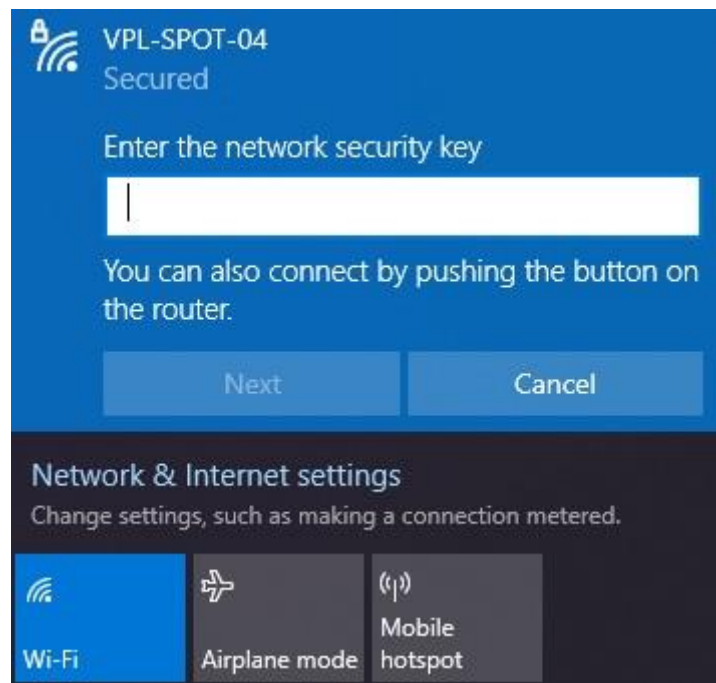 VPL-SPOT-04
Secured
Enter the network security key
You can also connect by pushing the button on
the router.
Next
Cancel
Network & Internet settings
Change settings, such as making a connection metered.
Wi-Fi
Airplane mode
Mobile
hotspot